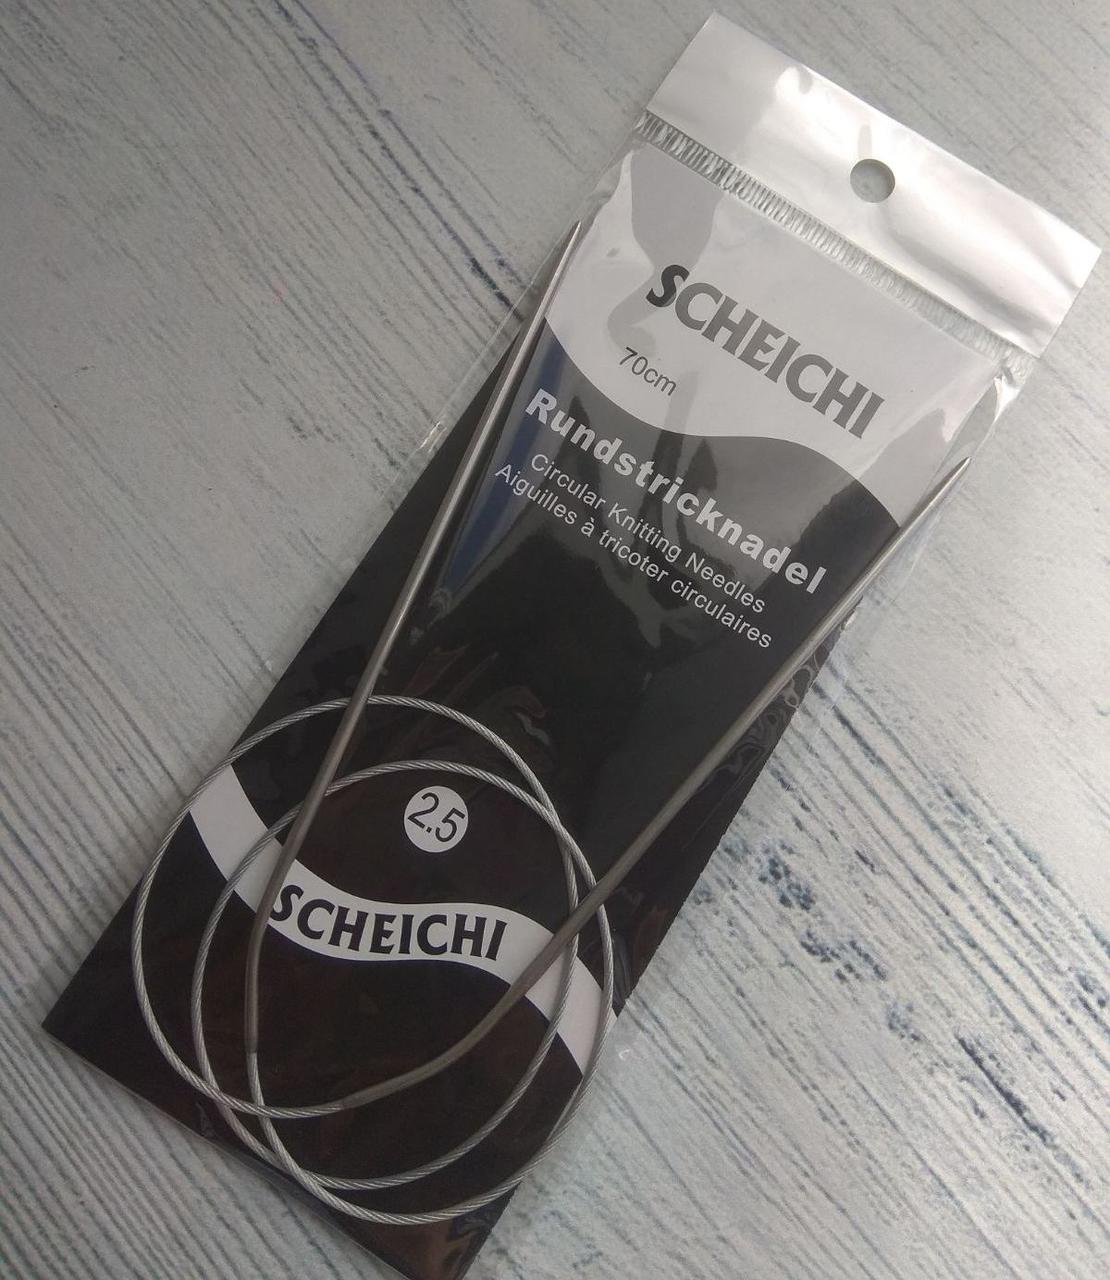 SCHEICHI
70cm
Rundstricknadel
Circular Knitting Needles
Aiguilles à tricoter circulaires
2.5
SCHEICHI